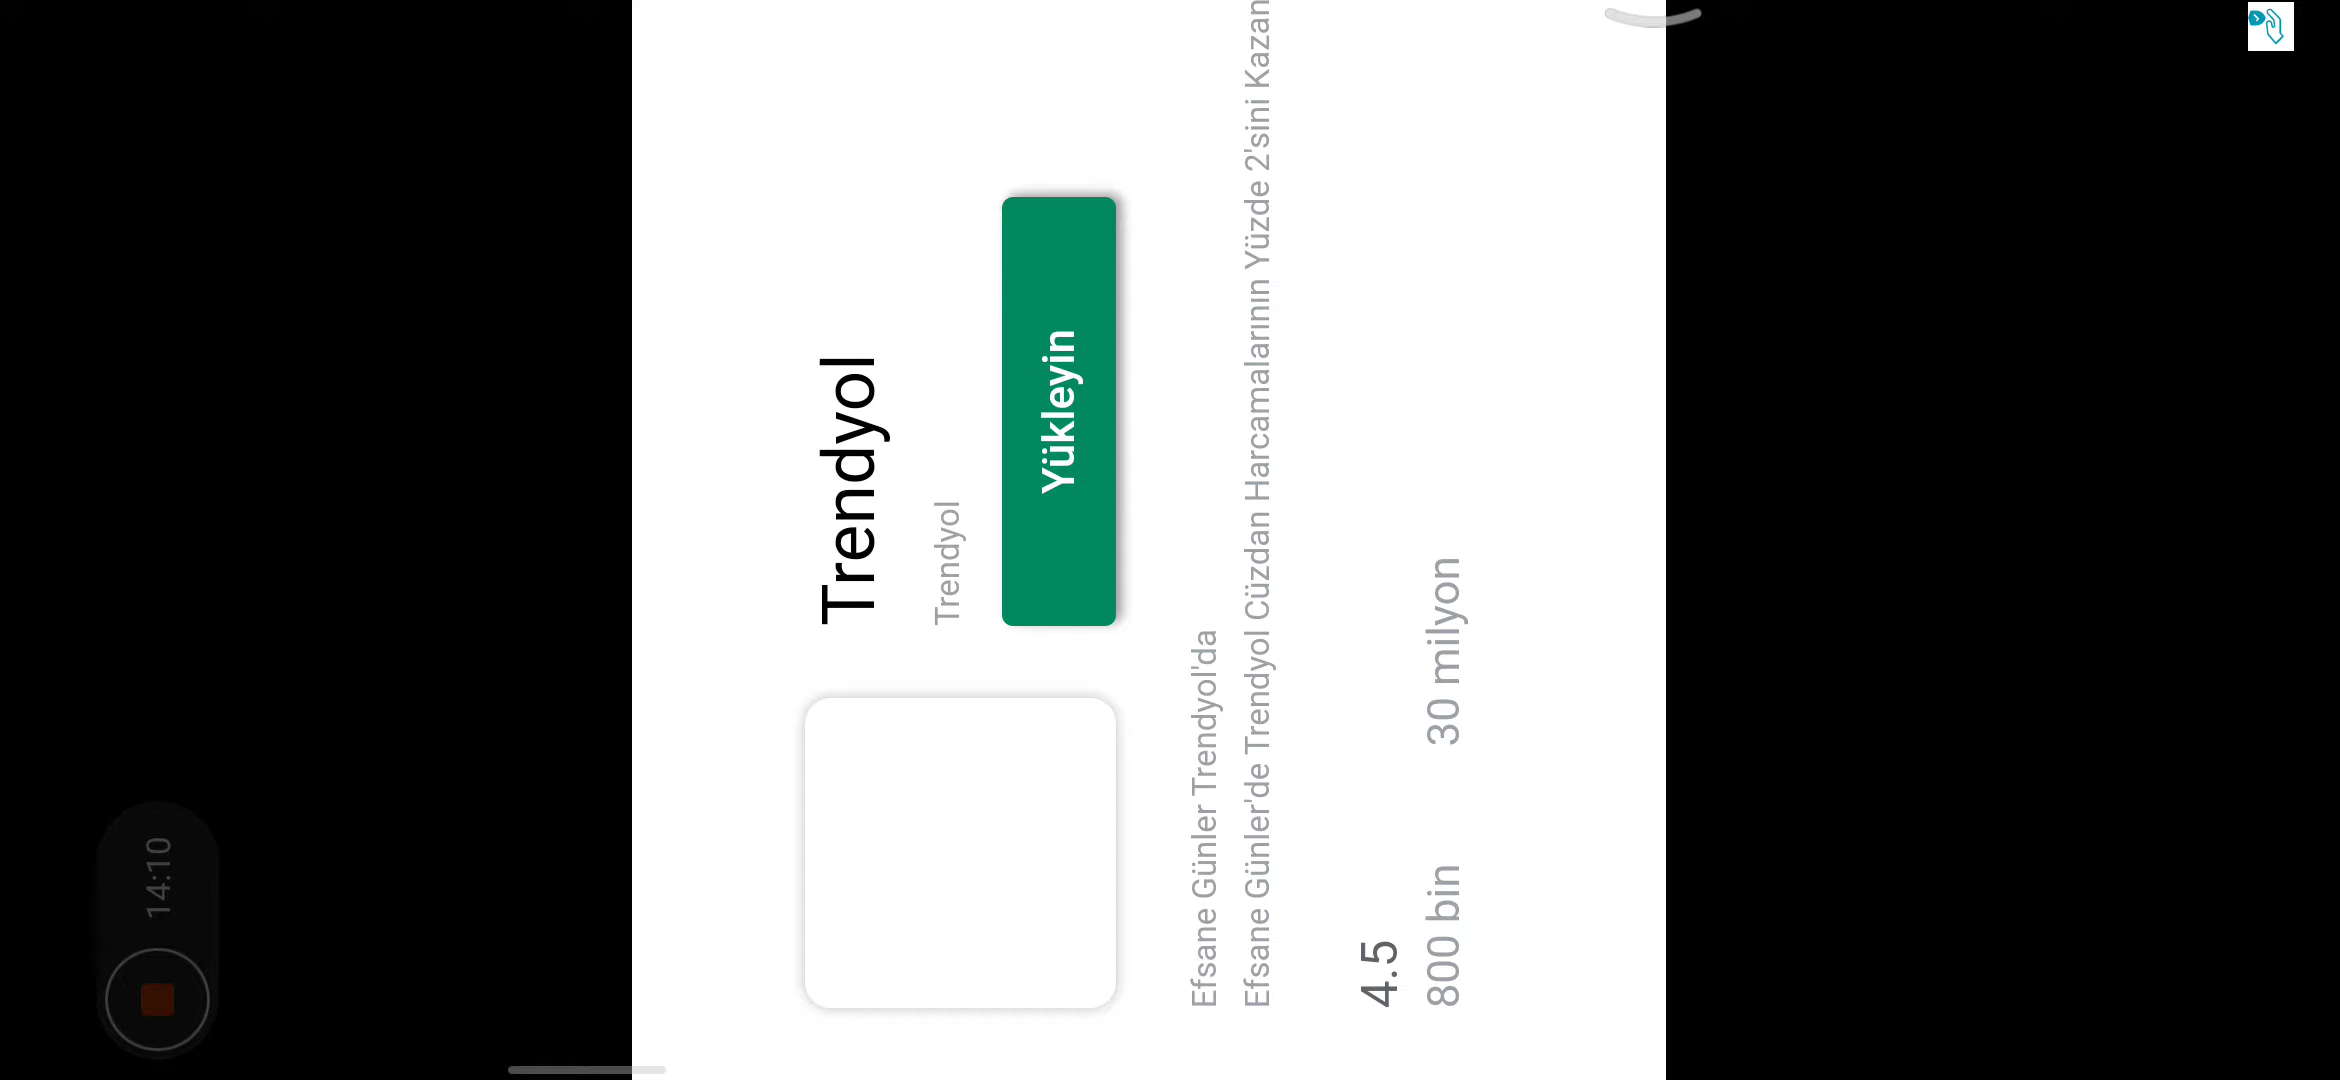 Trendyol
Trendyol
Yükleyin
Efsane Günler Trendyol'da
Efsane Günler'de Trendyol Cüzdan Harcamalarının Yüzde 2'sini Kazan
4.5
800 bin
30 milyon
14:10